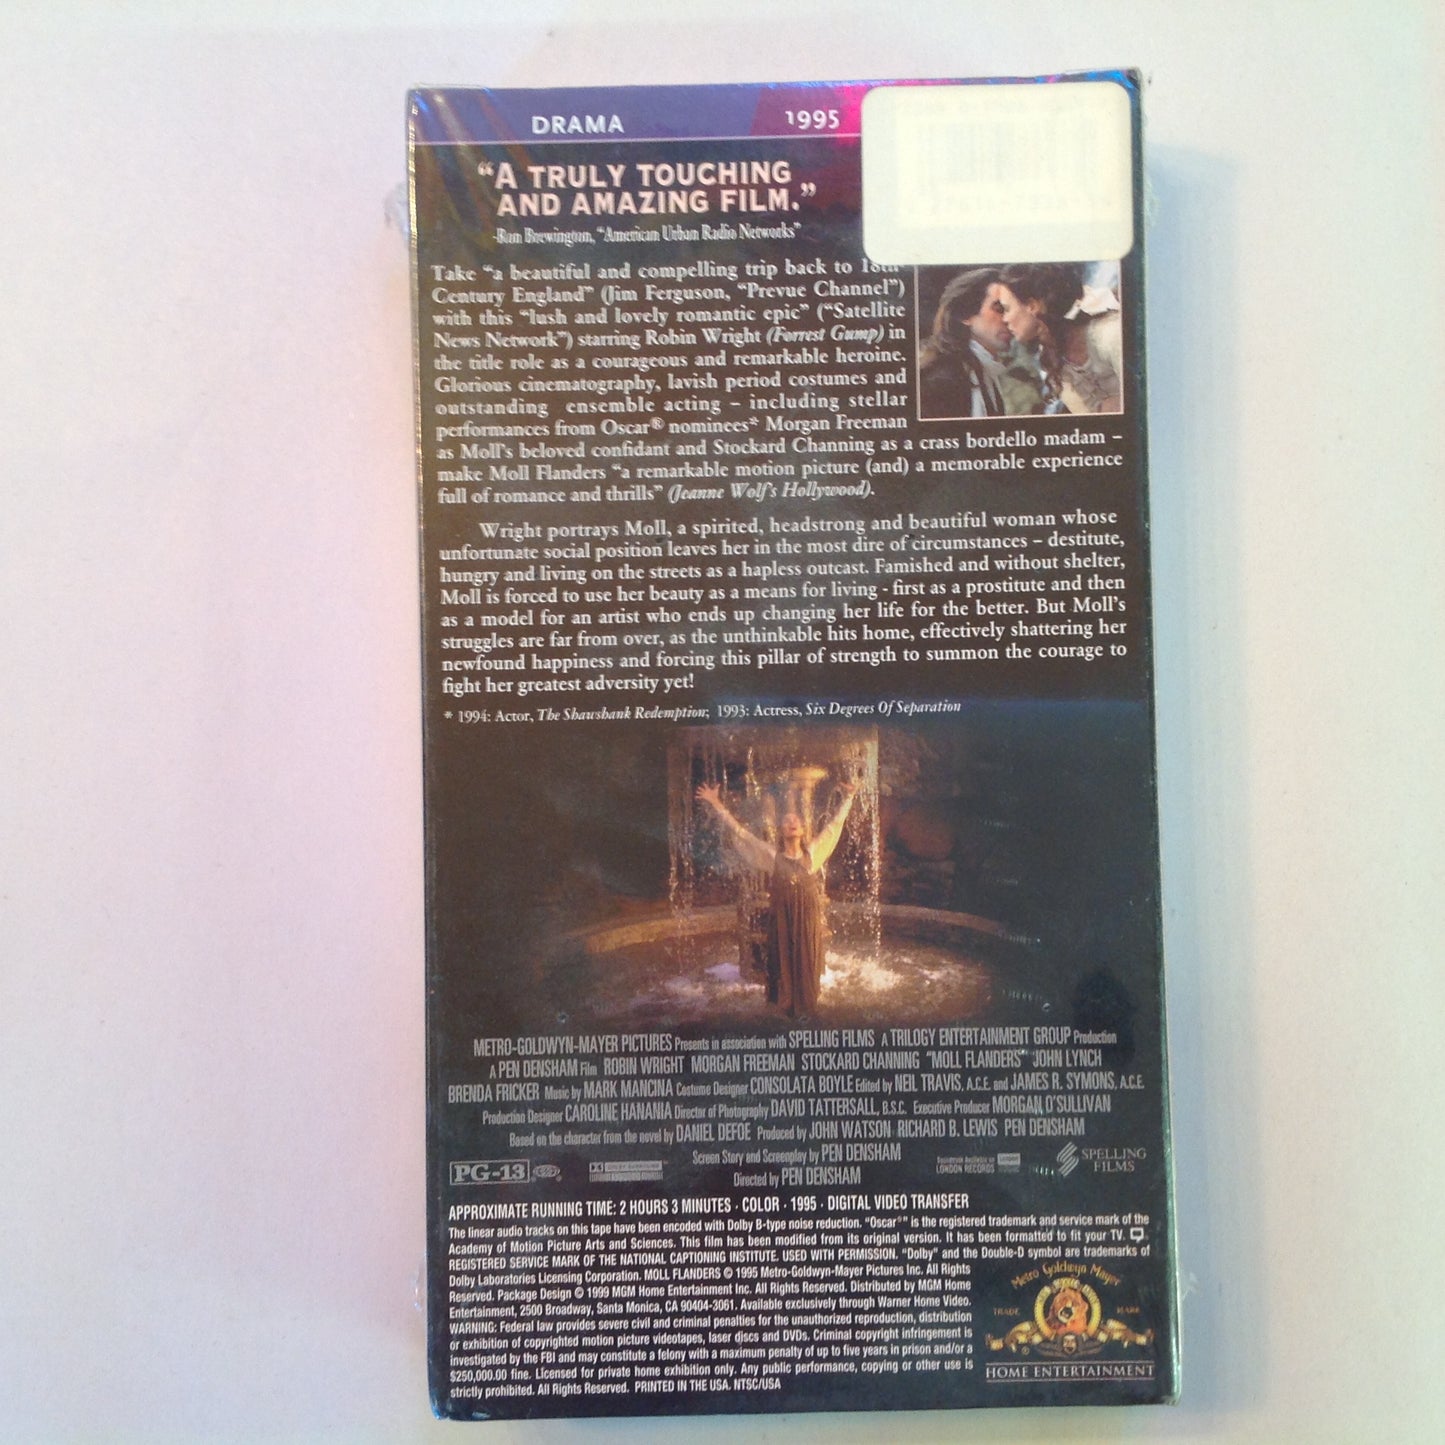 DRAMA 1995
“A TRULY TOUCHING
AND AMAZING FILM.”
-Ron Brewington, “American Urban Radio Networks”
Take “a beautiful and compelling trip back to 18th
Century England” (Jim Ferguson, “Prevue Channel”)
with this “lush and lovely romantic epic” (“Satellite
News Network”) starring Robin Wright (Forrest Gump) in
the title role as a courageous and remarkable heroine.
Glorious cinematography, lavish period costumes and
outstanding ensemble acting – including stellar
performances from Oscar® nominees* Morgan Freeman
as Moll's beloved confidant and Stockard Channing as a crass bordello madam –
make Moll Flanders “a remarkable motion picture (and) a memorable experience
full of romance and thrills” (Jeanne Wolf's Hollywood).
Wright portrays Moll, a spirited, headstrong and beautiful woman whose
unfortunate social position leaves her in the most dire of circumstances – destitute,
hungry and living on the streets as a hapless outcast. Famished and without shelter,
Moll is forced to use her beauty as a means for living - first as a prostitute and then
as a model for an artist who ends up changing her life for the better. But Moll's
struggles are far from over, as the unthinkable hits home, effectively shattering her
newfound happiness and forcing this pillar of strength to summon the courage to
fight her greatest adversity yet!
* 1994: Actor, The Shawshank Redemption; 1993: Actress, Six Degrees Of Separation
METRO-GOLDWYN-MAYER PICTURES Presents in association with SPELLING FILMS A TRILOGY ENTERTAINMENT GROUP Production
A PEN DENSHAM Film ROBIN WRIGHT MORGAN FREEMAN STOCKARD CHANNING “MOLL FLANDERS” JOHN LYNCH
BRENDA FRICKER Music by MARK MANCINA Costume Designer CONSOLATA BOYLE Edited by NEIL TRAVIS, A.C.E. and JAMES R. SYMONS, A.C.E.
Production Designer CAROLINE HANANIA Director of Photography DAVID TATTERSALL, B.S.C. Executive Producer MORGAN O'SULLIVAN
Based on the character from the novel by DANIEL DEFOE Produced by JOHN WATSON RICHARD B. LEWIS PEN DENSHAM
Screen Story and Screenplay by PEN DENSHAM
Directed by PEN DENSHAM
PG-13
Soundtrack Available on
LONDON RECORDS
SPELLING
FILMS
APPROXIMATE RUNNING TIME: 2 HOURS 3 MINUTES · COLOR · 1995 · DIGITAL VIDEO TRANSFER
The linear audio tracks on this tape have been encoded with Dolby B-type noise reduction. “Oscar®” is the registered trademark and service mark of the
Academy of Motion Picture Arts and Sciences. This film has been modified from its original version. It has been formatted to fit your TV.
REGISTERED SERVICE MARK OF THE NATIONAL CAPTIONING INSTITUTE. USED WITH PERMISSION. “Dolby” and the Double-D symbol are trademarks of
Dolby Laboratories Licensing Corporation. MOLL FLANDERS © 1995 Metro-Goldwyn-Mayer Pictures Inc. All Rights
Reserved. Package Design © 1999 MGM Home Entertainment Inc. All Rights Reserved. Distributed by MGM Home
Entertainment, 2500 Broadway, Santa Monica, CA 90404-3061. Available exclusively through Warner Home Video.
WARNING: Federal law provides severe civil and criminal penalties for the unauthorized reproduction, distribution
or exhibition of copyrighted motion picture videotapes, laser discs and DVDs. Criminal copyright infringement is
investigated by the FBI and may constitute a felony with a maximum penalty of up to five years in prison and/or a
$250,000.00 fine. Licensed for private home exhibition only. Any public performance, copying or other use is
strictly prohibited. All Rights Reserved. PRINTED IN THE USA. NTSC/USA
Metro Goldwyn Mayer
TRADE MARK
HOME ENTERTAINMENT